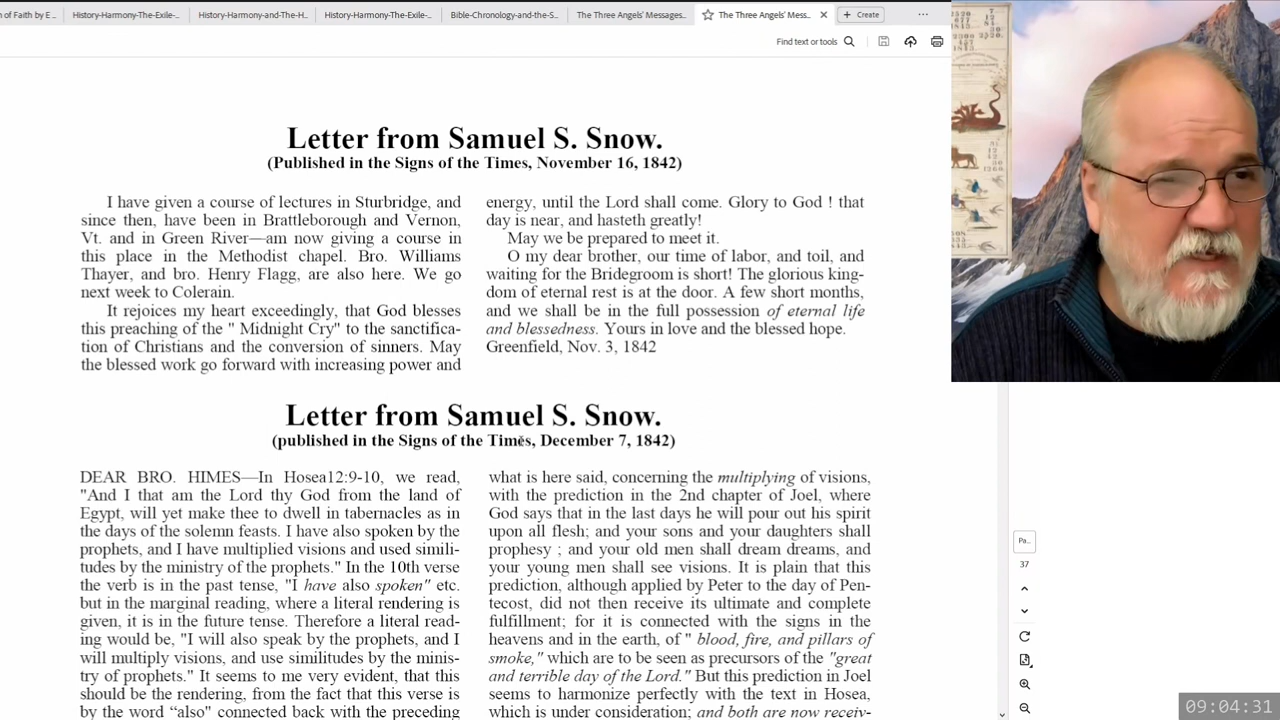 n of Faith by E...
History-Harmony-The-Exile-...
History-Harmony-and-The-H...
History-Harmony-The-Exile-...
Bible-Chronology-and-the-S...
The Three Angels' Messages...
The Three Angels' Mess...
Create
Find text or tools
Letter from Samuel S. Snow.
(Published in the Signs of the Times, November 16, 1842)
I have given a course of lectures in Sturbridge, and
since then, have been in Brattleborough and Vernon,
Vt. and in Green River—am now giving a course in
this place in the Methodist chapel. Bro. Williams
Thayer, and bro. Henry Flagg, are also here. We go
next week to Colerain.
It rejoices my heart exceedingly, that God blesses
this preaching of the " Midnight Cry" to the sanctifica-
tion of Christians and the conversion of sinners. May
the blessed work go forward with increasing power and
energy, until the Lord shall come. Glory to God ! that
day is near, and hasteth greatly!
May we be prepared to meet it.
O my dear brother, our time of labor, and toil, and
waiting for the Bridegroom is short! The glorious king-
dom of eternal rest is at the door. A few short months,
and we shall be in the full possession of eternal life
and blessedness. Yours in love and the blessed hope.
Greenfield, Nov. 3, 1842
Letter from Samuel S. Snow.
(published in the Signs of the Times, December 7, 1842)
DEAR BRO. HIMES—In Hosea12:9-10, we read,
"And I that am the Lord thy God from the land of
Egypt, will yet make thee to dwell in tabernacles as in
the days of the solemn feasts. I have also spoken by the
prophets, and I have multiplied visions and used simili-
tudes by the ministry of the prophets." In the 10th verse
the verb is in the past tense, "I have also spoken" etc.
but in the marginal reading, where a literal rendering is
given, it is in the future tense. Therefore a literal read-
ing would be, "I will also speak by the prophets, and I
will multiply visions, and use similitudes by the minis-
try of prophets." It seems to me very evident, that this
should be the rendering, from the fact that this verse is
by the word “also” connected back with the preceding
what is here said, concerning the multiplying of visions,
with the prediction in the 2nd chapter of Joel, where
God says that in the last days he will pour out his spirit
upon all flesh; and your sons and your daughters shall
prophesy ; and your old men shall dream dreams, and
your young men shall see visions. It is plain that this
prediction, although applied by Peter to the day of Pen-
tecost, did not then receive its ultimate and complete
fulfillment; for it is connected with the signs in the
heavens and in the earth, of " blood, fire, and pillars of
smoke," which are to be seen as precursors of the "great
and terrible day of the Lord." But this prediction in Joel
seems to harmonize perfectly with the text in Hosea,
which is under consideration; and both are now receiv-
Pa...
37
09:04:31